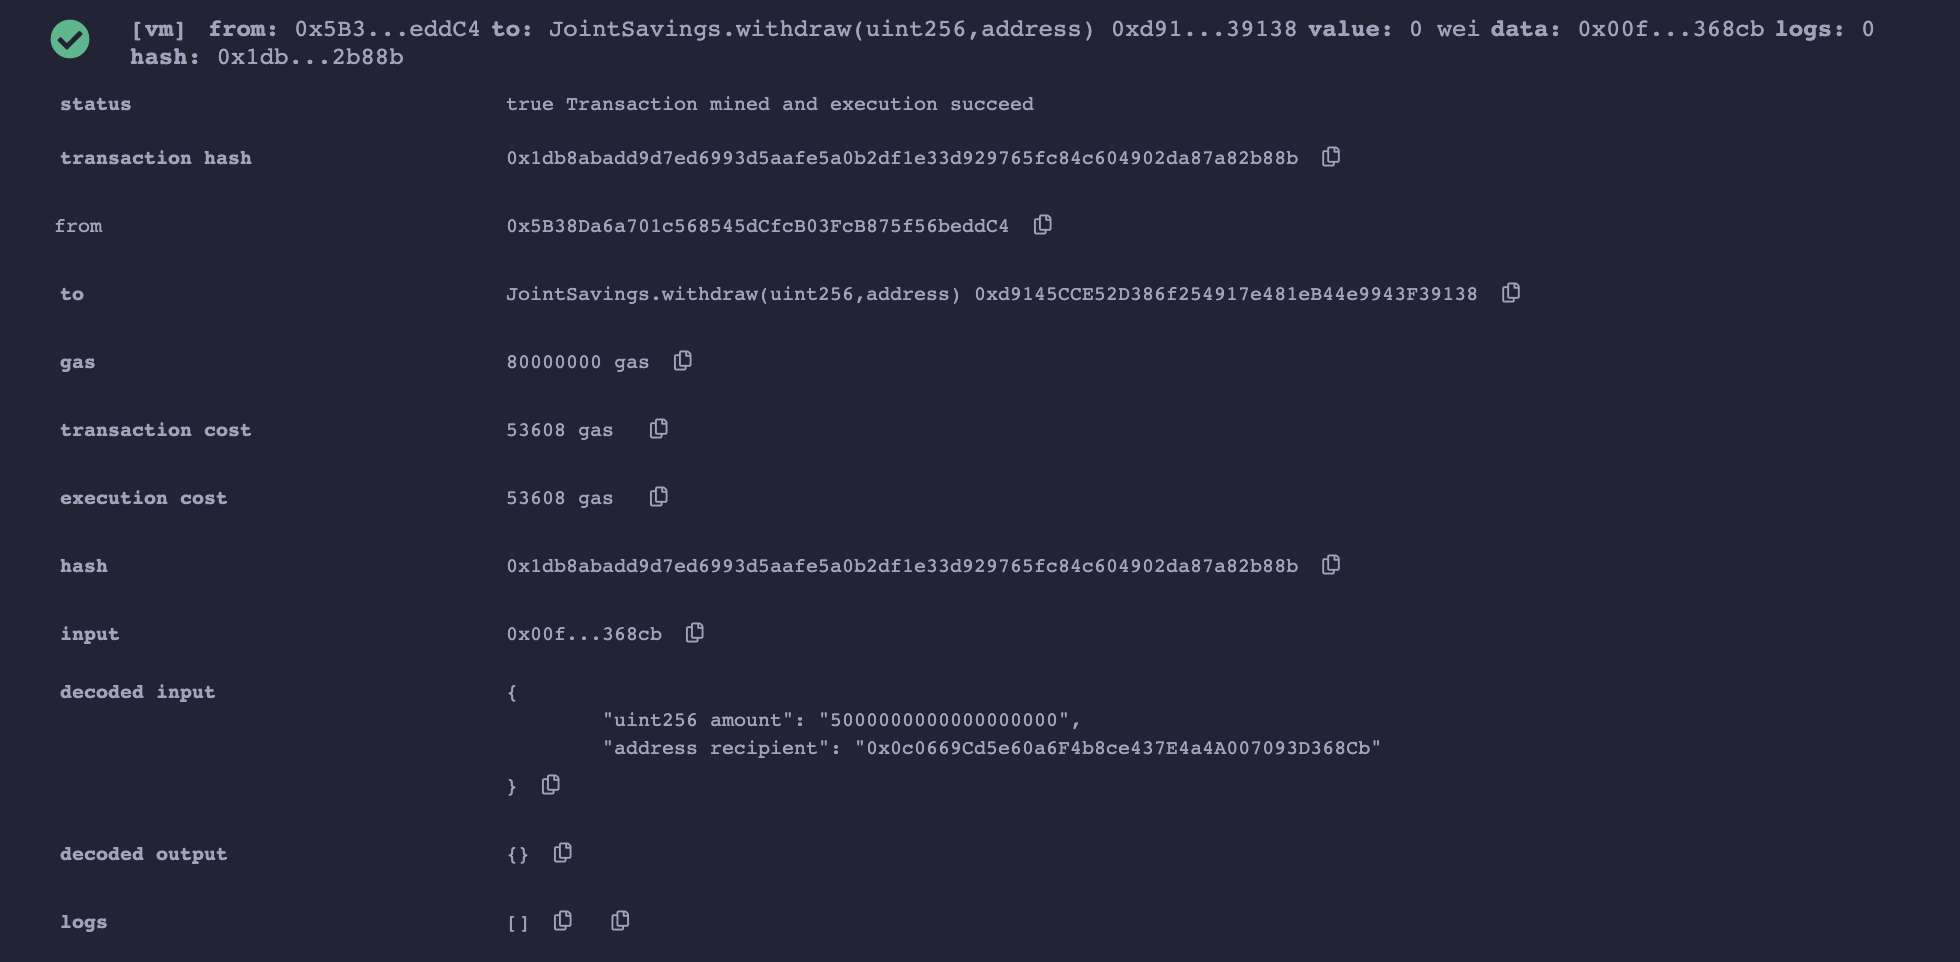 [vm] from: 0x5B3...eddC4 to: JointSavings.withdraw(uint256,address) 0xd91...39138 value: 0 wei data: 0x00f...368cb logs: 0
hash: 0x1db...2b88b
status true Transaction mined and execution succeed
transaction hash 0x1db8abadd9d7ed6993d5aafe5a0b2df1e33d929765fc84c604902da87a82b88b
from 0x5B38Da6a701c568545dCfcB03FcB875f56beddC4
to JointSavings.withdraw(uint256,address) 0xd9145CCE52D386f254917e481eB44e9943F39138
gas 80000000 gas
transaction cost 53608 gas
execution cost 53608 gas
hash 0x1db8abadd9d7ed6993d5aafe5a0b2df1e33d929765fc84c604902da87a82b88b
input 0x00f...368cb
decoded input {
"uint256 amount": "5000000000000000000",
"address recipient": "0x0c0669Cd5e60a6F4b8ce437E4a4A007093D368Cb"
}
decoded output {}
logs []